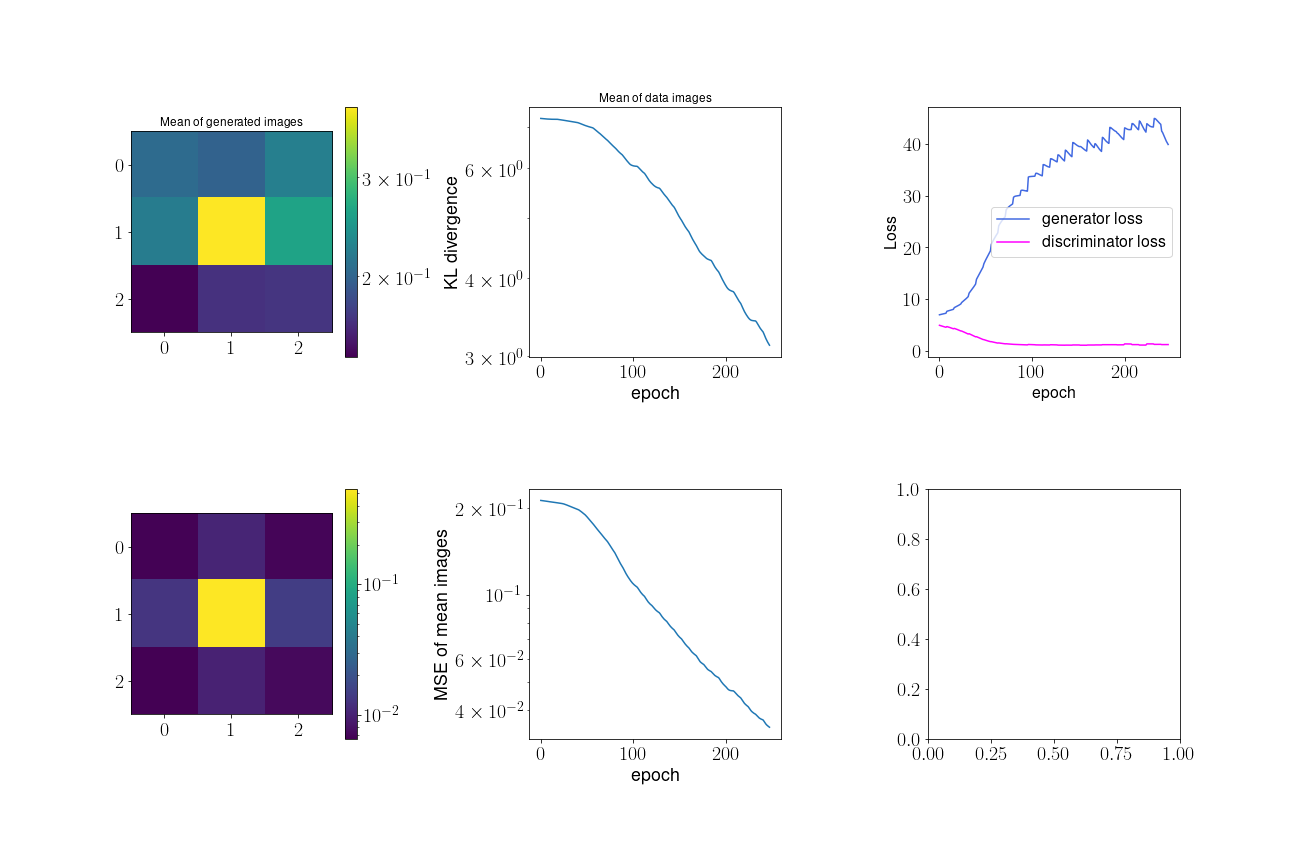 Mean of generated images
0
1
2
0 1 2
3 × 10⁻¹
2 × 10⁻¹
Mean of data images
KL divergence
6 × 10⁰
4 × 10⁰
3 × 10⁰
0 100 200
epoch
Loss
40
30
20
10
0
generator loss
discriminator loss
0 100 200
epoch
0
1
2
0 1 2
10⁻¹
10⁻²
MSE of mean images
2 × 10⁻¹
10⁻¹
6 × 10⁻²
4 × 10⁻²
0 100 200
epoch
1.0
0.8
0.6
0.4
0.2
0.0
0.00 0.25 0.50 0.75 1.00